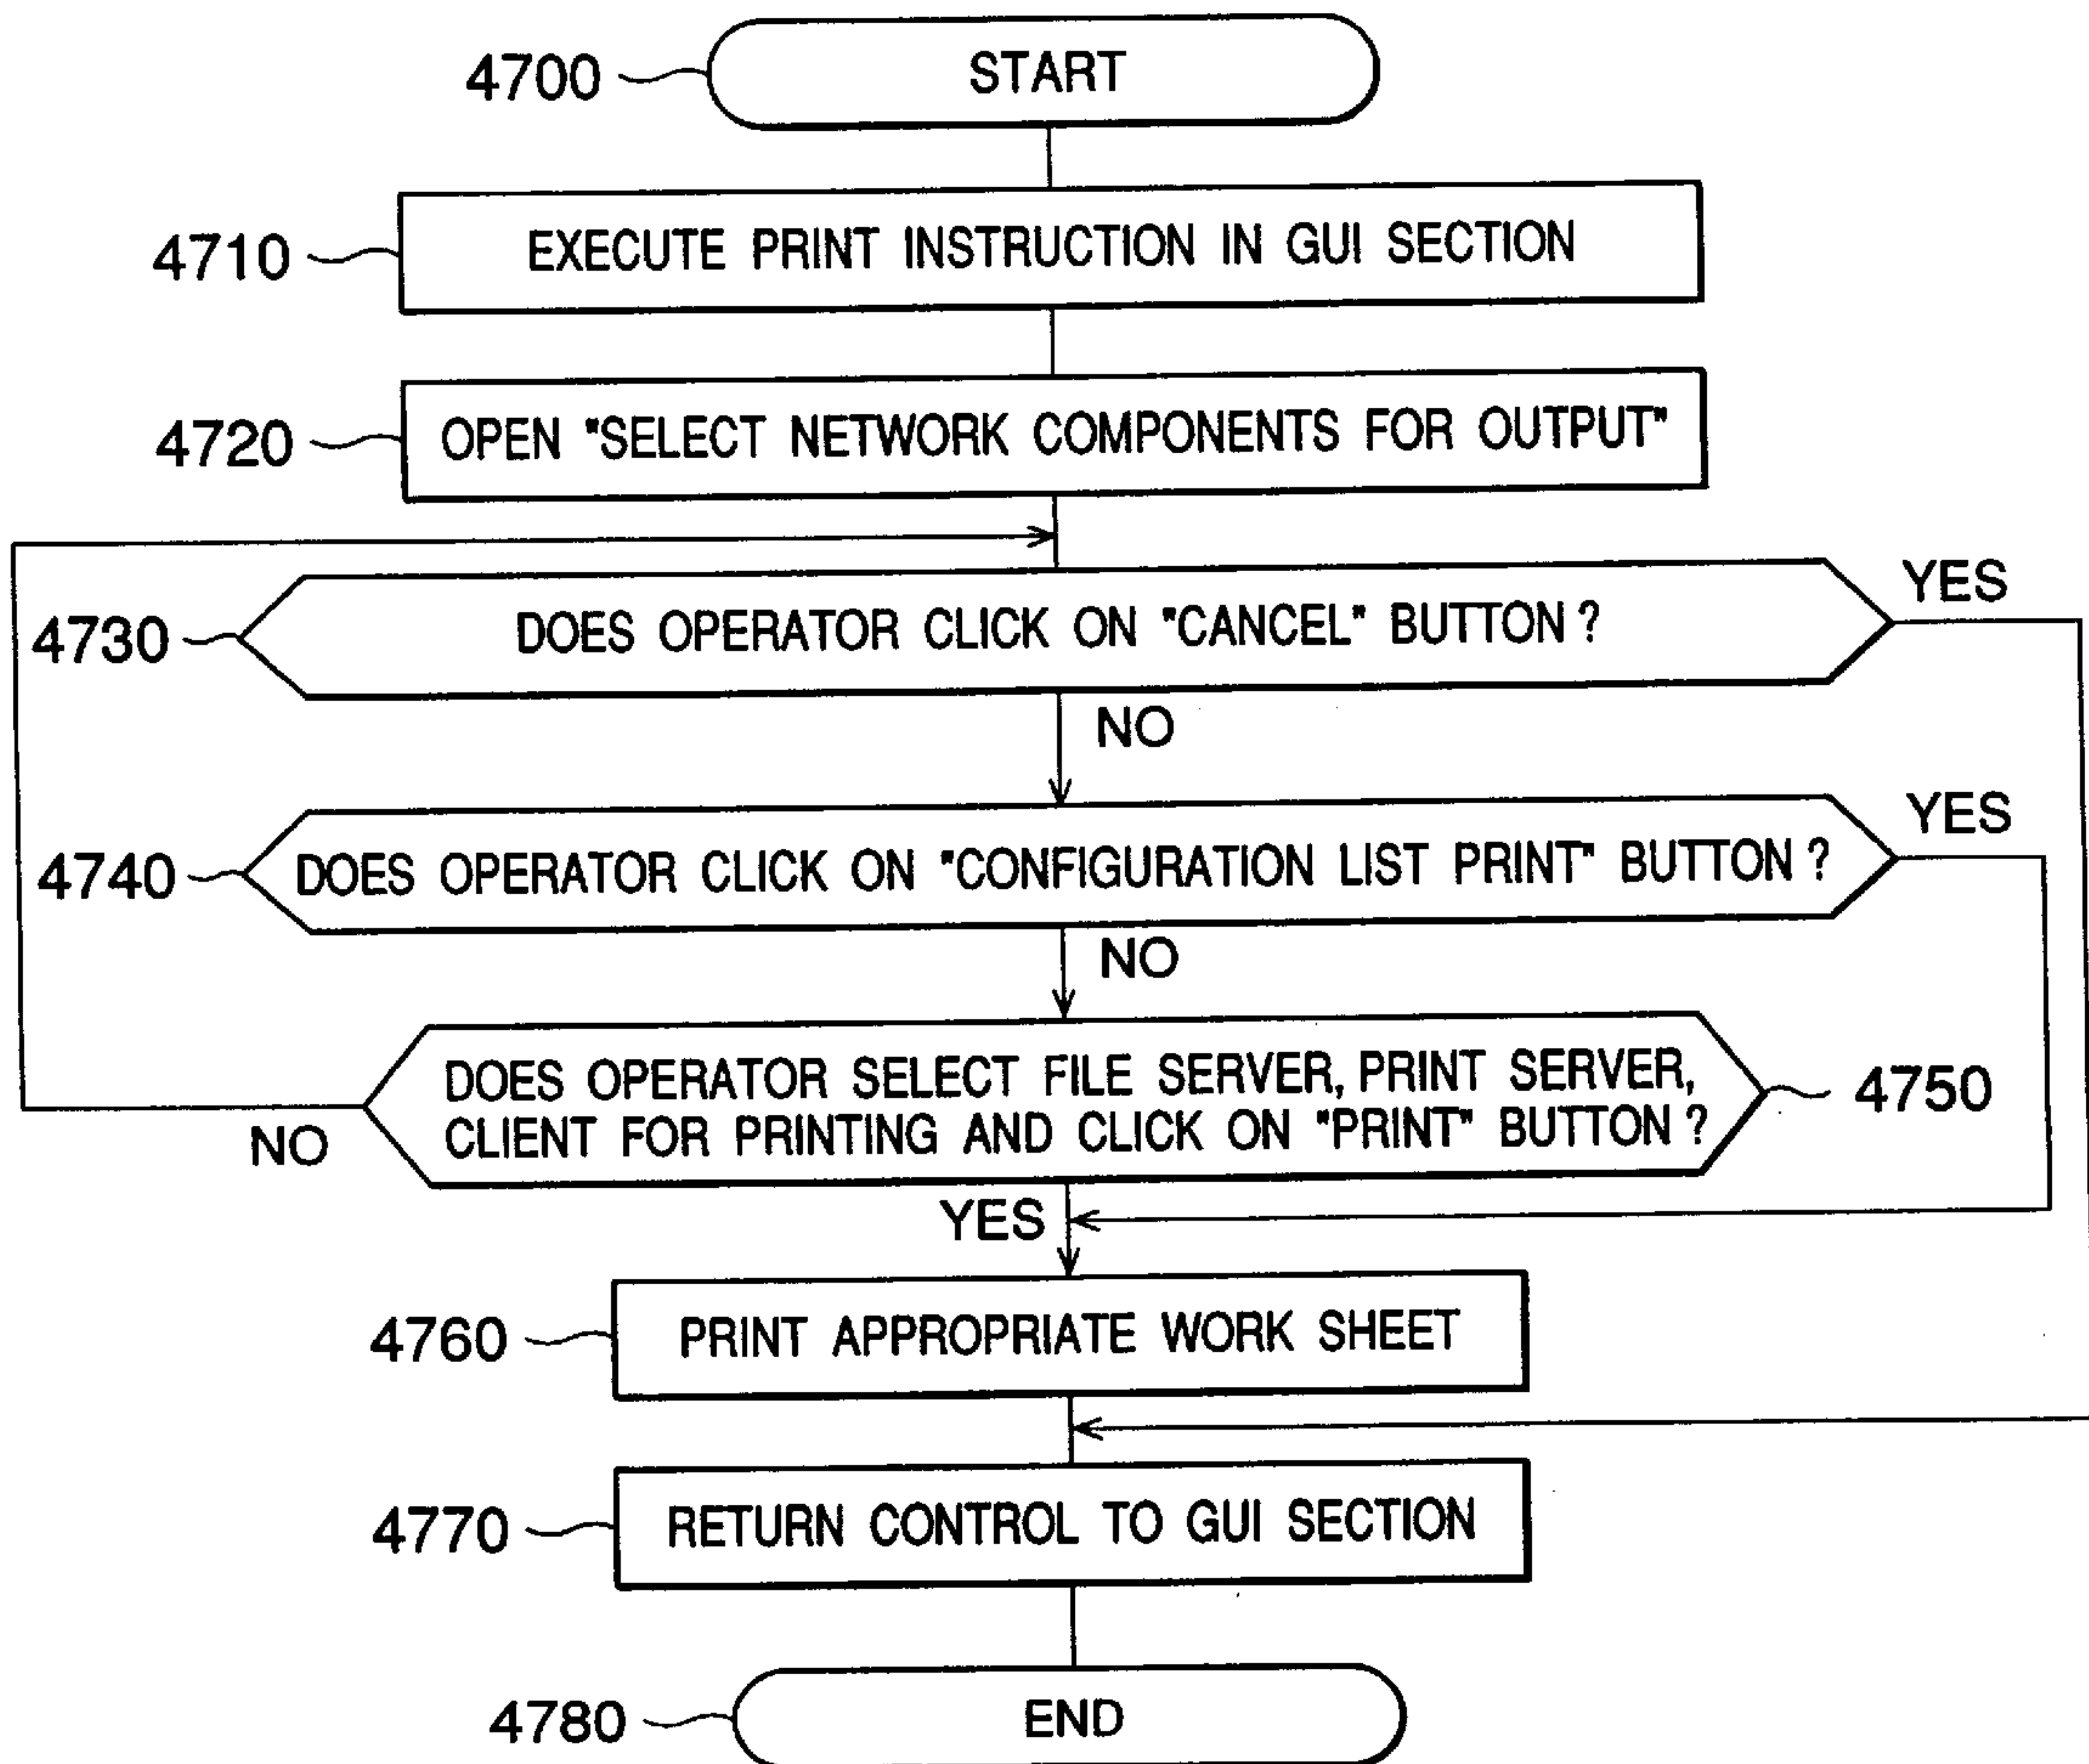 4700
START
4710
EXECUTE PRINT INSTRUCTION IN GUI SECTION
4720
OPEN "SELECT NETWORK COMPONENTS FOR OUTPUT"
YES
4730
DOES OPERATOR CLICK ON "CANCEL" BUTTON ?
NO
YES
4740
DOES OPERATOR CLICK ON "CONFIGURATION LIST PRINT" BUTTON ?
NO
DOES OPERATOR SELECT FILE SERVER, PRINT SERVER,
CLIENT FOR PRINTING AND CLICK ON "PRINT" BUTTON ?
4750
NO
YES
4760
PRINT APPROPRIATE WORK SHEET
4770
RETURN CONTROL TO GUI SECTION
4780
END